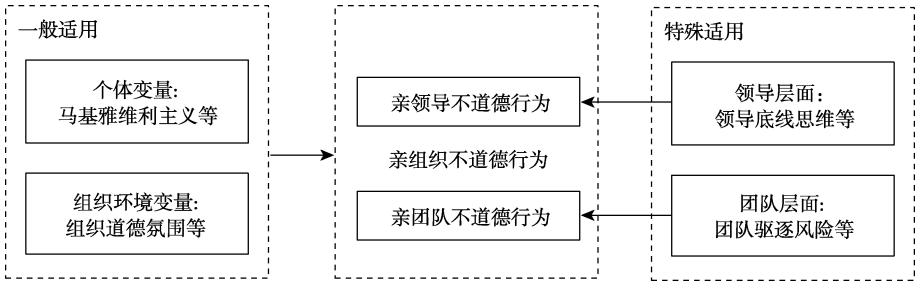 一般适用
个体变量:
马基雅维利主义等
组织环境变量:
组织道德氛围等
亲领导不道德行为
亲组织不道德行为
亲团队不道德行为
特殊适用
领导层面：
领导底线思维等
团队层面:
团队驱逐风险等